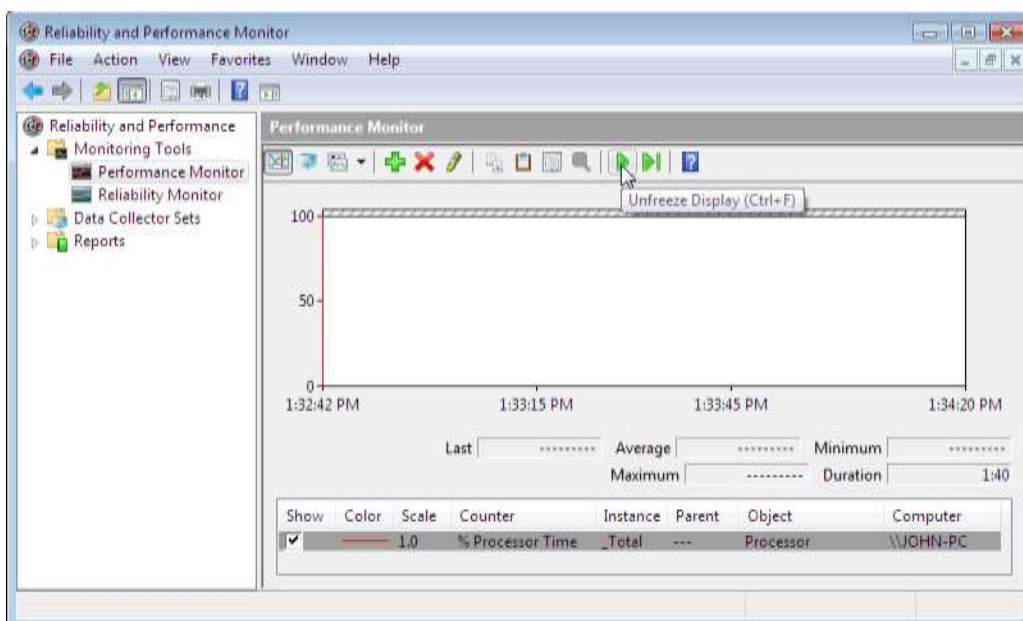 Reliability and Performance Monitor
File Action View Favorites Window Help
Reliability and Performance
Monitoring Tools
Performance Monitor
Reliability Monitor
Data Collector Sets
Reports
Performance Monitor
Unfreeze Display (Ctrl+F)
100
50
0
1:32:42 PM 1:33:15 PM 1:33:45 PM 1:34:20 PM
Last --------- Average --------- Minimum ---------
Maximum --------- Duration 1:40
Show Color Scale Counter Instance Parent Object Computer
1.0 % Processor Time _Total --- Processor \\JOHN-PC